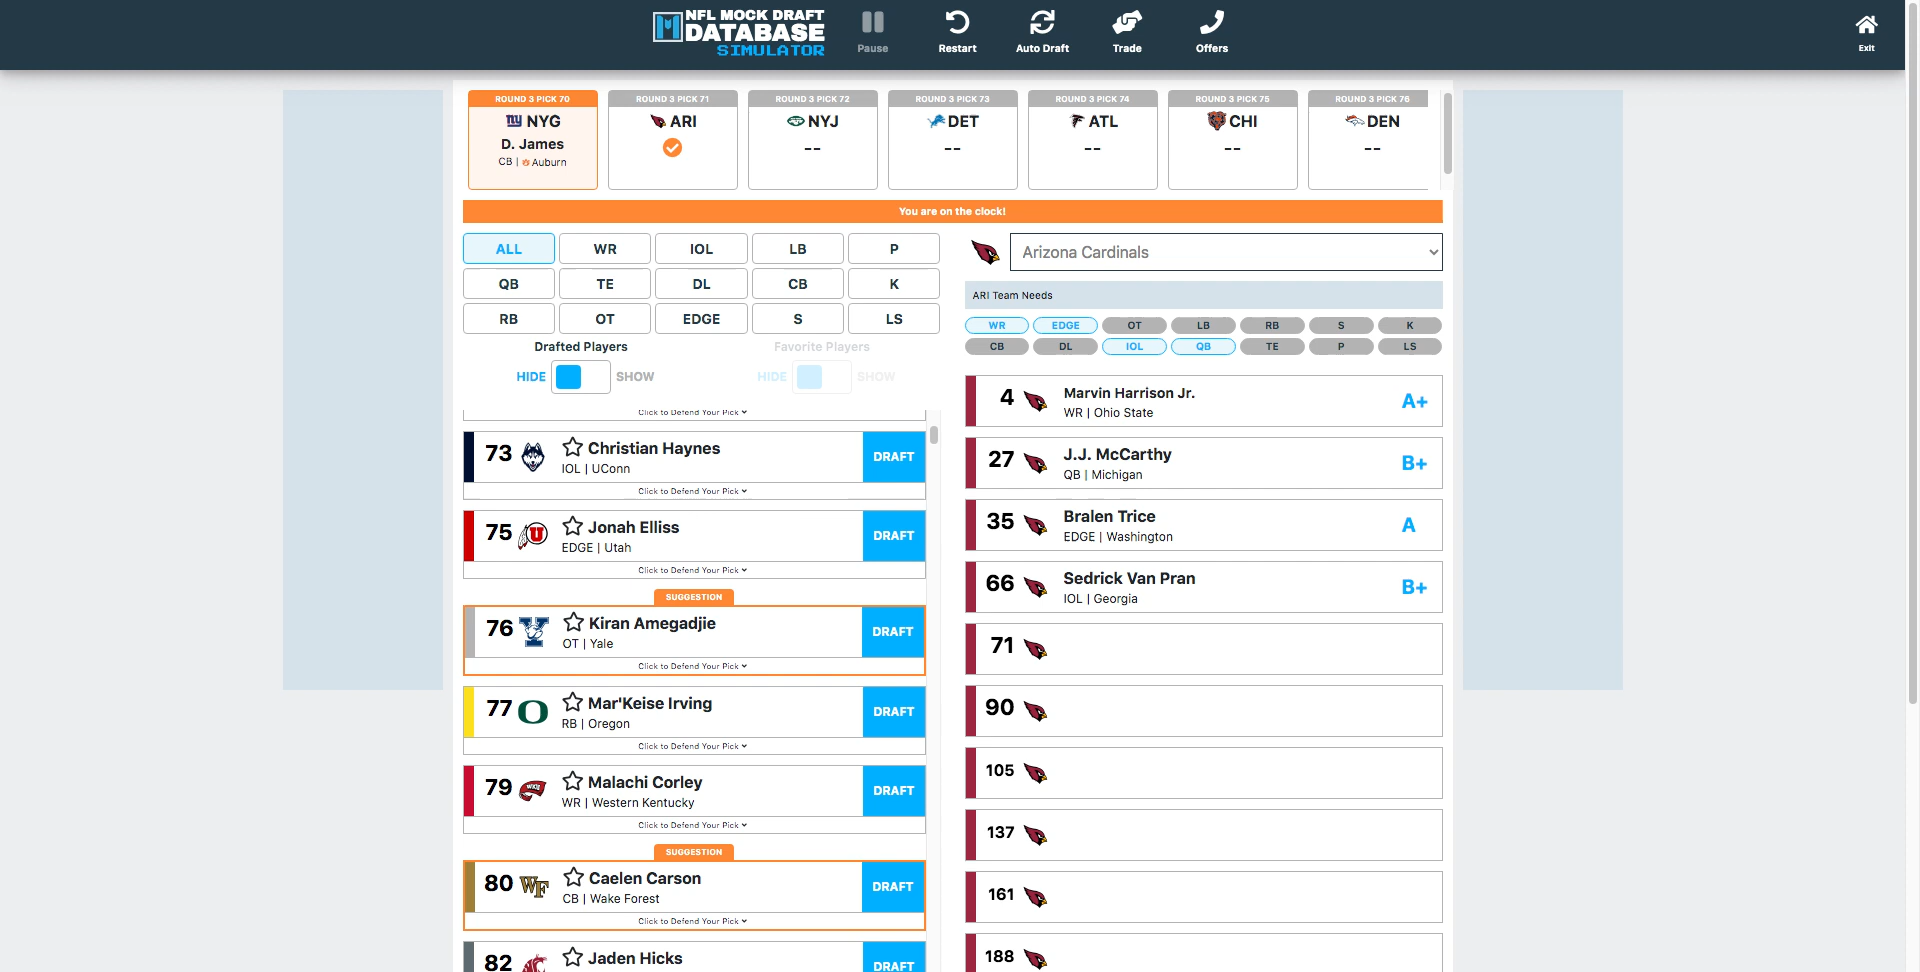 NFL MOCK DRAFT
DATABASE
SIMULATOR
Pause
Restart
Auto Draft
Trade
Offers
Exit
ROUND 3 PICK 70
NYG
D. James
CB | Auburn
ROUND 3 PICK 71
ARI
ROUND 3 PICK 72
NYJ
--
ROUND 3 PICK 73
DET
--
ROUND 3 PICK 74
ATL
--
ROUND 3 PICK 75
CHI
--
ROUND 3 PICK 76
DEN
--
You are on the clock!
ALL WR IOL LB P
QB TE DL CB K
RB OT EDGE S LS
Drafted Players
HIDE SHOW
Favorite Players
HIDE SHOW
Click to Defend Your Pick
73 Christian Haynes
IOL | UConn
DRAFT
Click to Defend Your Pick
75 Jonah Elliss
EDGE | Utah
DRAFT
Click to Defend Your Pick
SUGGESTION
76 Kiran Amegadjie
OT | Yale
DRAFT
Click to Defend Your Pick
77 Mar'Keise Irving
RB | Oregon
DRAFT
Click to Defend Your Pick
79 Malachi Corley
WR | Western Kentucky
DRAFT
Click to Defend Your Pick
SUGGESTION
80 Caelen Carson
CB | Wake Forest
DRAFT
Click to Defend Your Pick
82 Jaden Hicks
DRAFT
Arizona Cardinals
ARI Team Needs
WR EDGE OT LB RB S K
CB DL IOL QB TE P LS
4 Marvin Harrison Jr.
WR | Ohio State
A+
27 J.J. McCarthy
QB | Michigan
B+
35 Bralen Trice
EDGE | Washington
A
66 Sedrick Van Pran
IOL | Georgia
B+
71
90
105
137
161
188